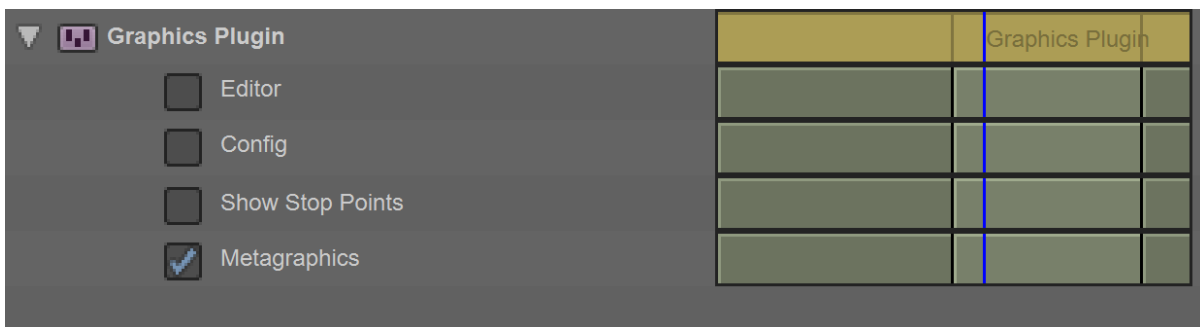 Graphics Plugin Graphics Plugin
Editor
Config
Show Stop Points
Metagraphics